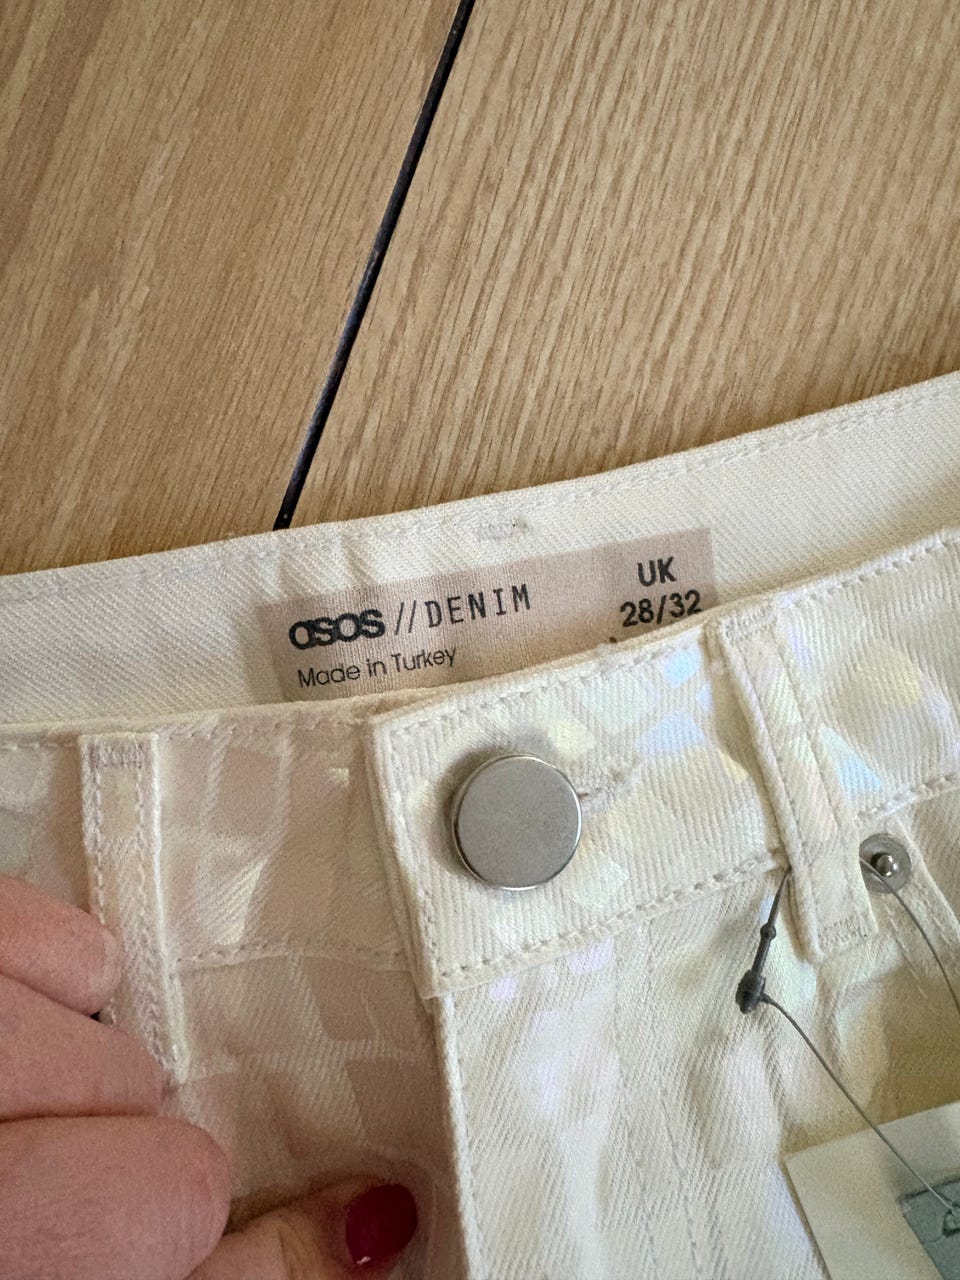 asos //DENIM
Made in Turkey
UK
28/32